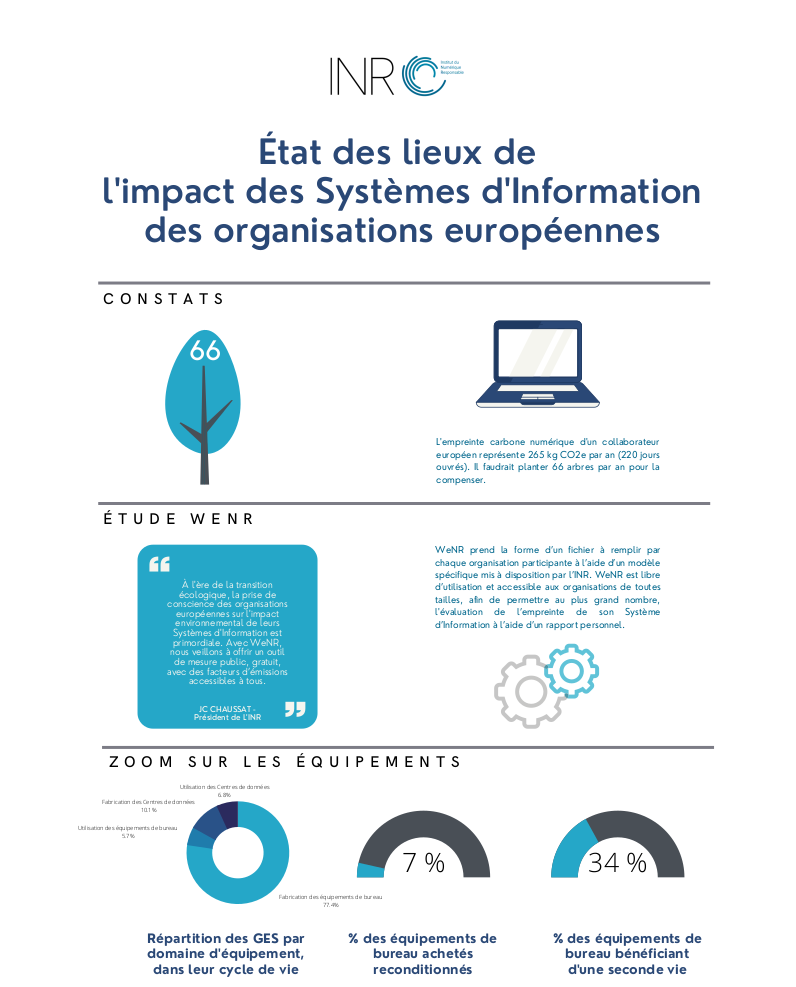 INR
Institut du
Numérique
Responsable
État des lieux de
l'impact des Systèmes d'Information
des organisations européennes
CONSTATS
66
L'empreinte carbone numérique d'un collaborateur
européen représente 265 kg CO2e par an (220 jours
ouvrés). Il faudrait planter 66 arbres par an pour la
compenser.
ÉTUDE WENR
À l'ère de la transition
écologique, la prise de
conscience des organisations
européennes sur l'impact
environnemental de leurs
Systèmes d'Information est
primordiale. Avec WeNR,
nous veillons à offrir un outil
de mesure public, gratuit,
avec des facteurs d'émissions
accessibles à tous.
JC CHAUSSAT -
Président de L'INR
WeNR prend la forme d'un fichier à remplir par
chaque organisation participante à l'aide d'un modèle
spécifique mis à disposition par l'INR. WeNR est libre
d'utilisation et accessible aux organisations de toutes
tailles, afin de permettre au plus grand nombre,
l'évaluation de l'empreinte de son Système
d'Information à l'aide d'un rapport personnel.
ZOOM SUR LES ÉQUIPEMENTS
Utilisation des Centres de données
6.8%
Fabrication des Centres de données
10.1%
Utilisation des équipements de bureau
5.7%
Fabrication des équipements de bureau
77.4%
7 %
34 %
Répartition des GES par
domaine d'équipement,
dans leur cycle de vie
% des équipements de
bureau achetés
reconditionnés
% des équipements de
bureau bénéficiant
d'une seconde vie